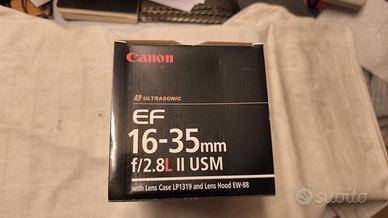 Canon
ULTRASONIC
EF
16-35mm
f/2.8L II USM
with Lens Case LP1319 and Lens Hood EW-88
subito